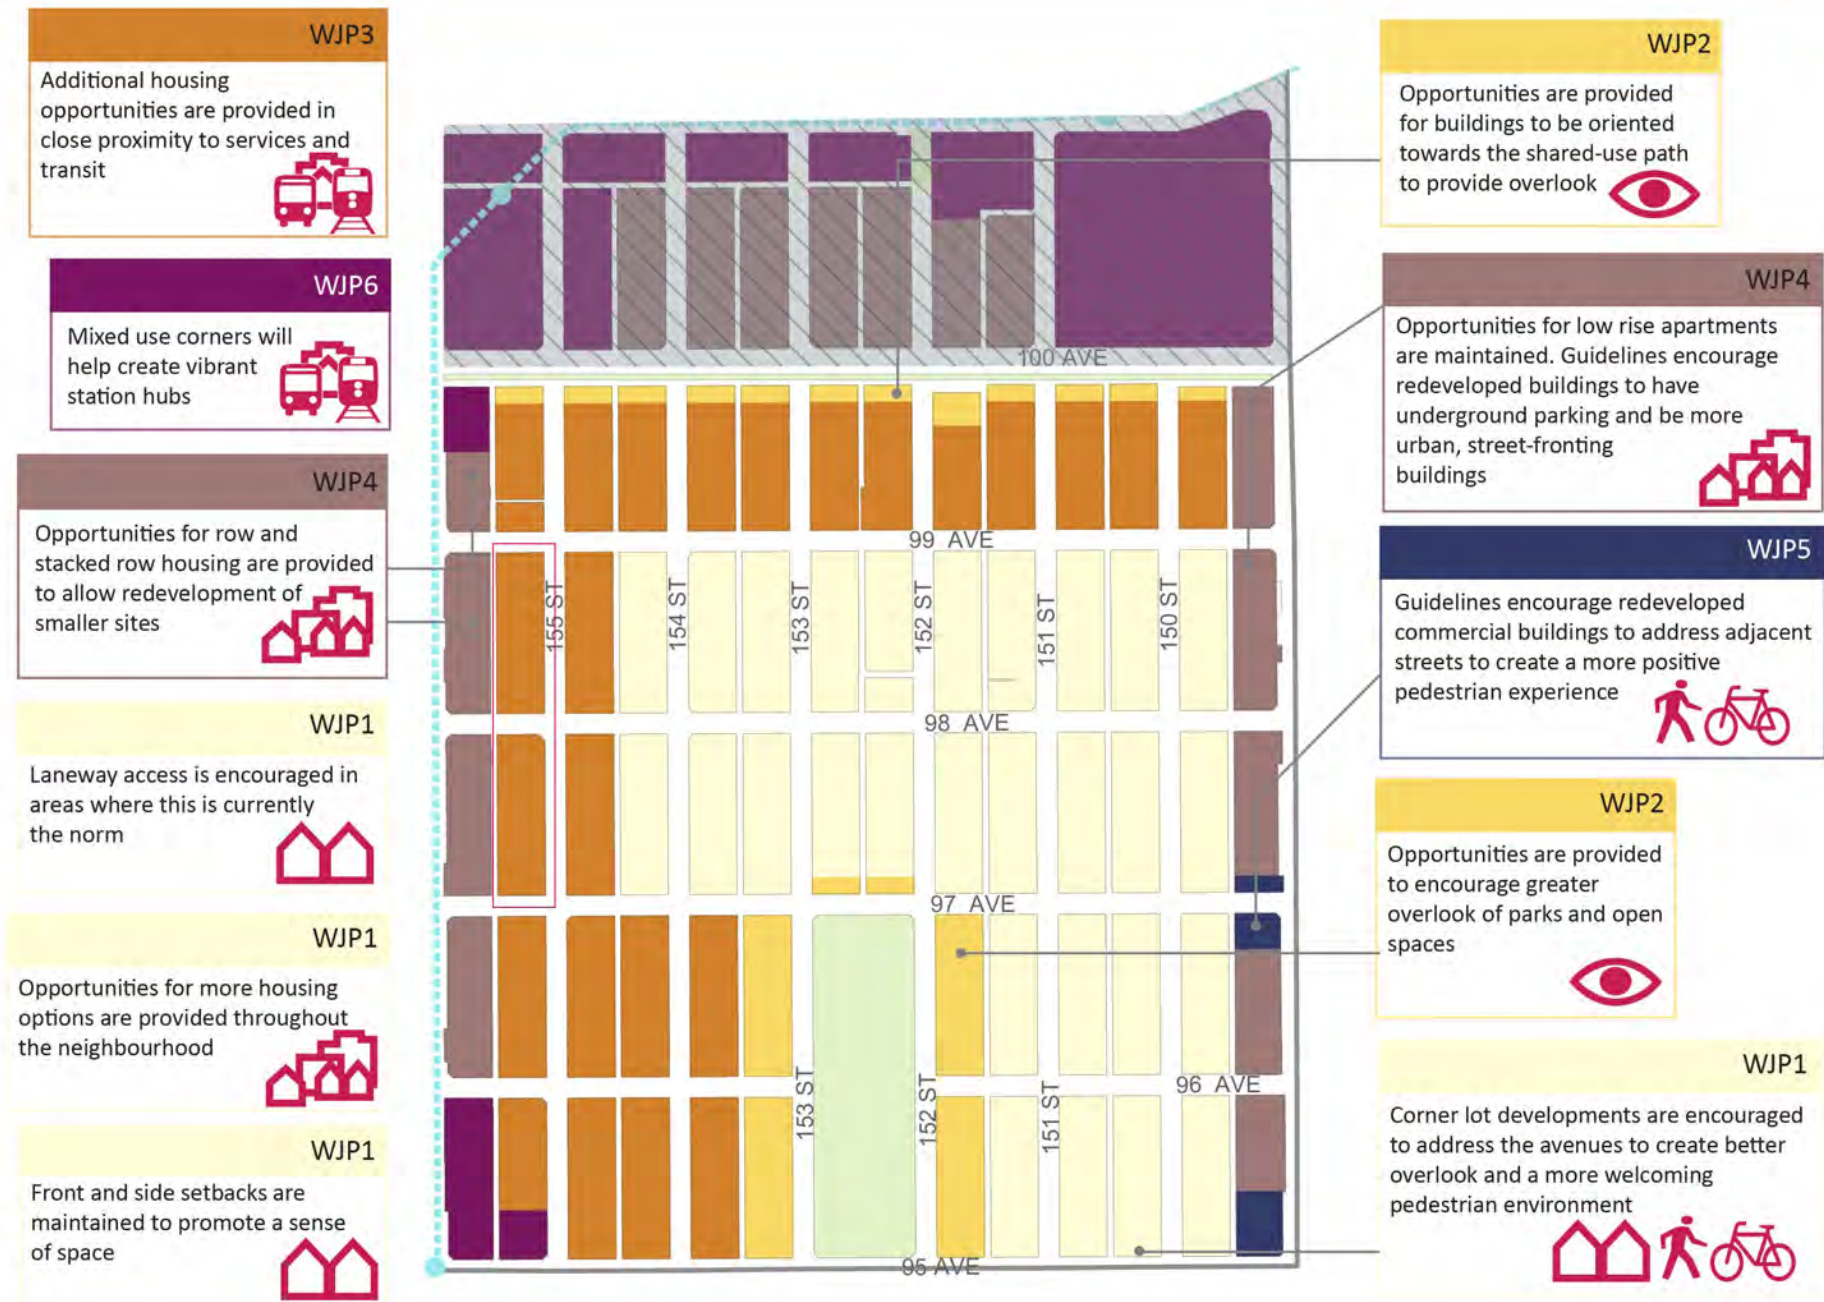 WJP3
Additional housing
opportunities are provided in
close proximity to services and
transit
WJP6
Mixed use corners will
help create vibrant
station hubs
WJP4
Opportunities for row and
stacked row housing are provided
to allow redevelopment of
smaller sites
WJP1
Laneway access is encouraged in
areas where this is currently
the norm
WJP1
Opportunities for more housing
options are provided throughout
the neighbourhood
WJP1
Front and side setbacks are
maintained to promote a sense
of space
100 AVE
99 AVE
155 ST
154 ST
153 ST
152 ST
151 ST
150 ST
98 AVE
97 AVE
96 AVE
153 ST
152 ST
151 ST
95 AVE
WJP2
Opportunities are provided
for buildings to be oriented
towards the shared-use path
to provide overlook
WJP4
Opportunities for low rise apartments
are maintained. Guidelines encourage
redeveloped buildings to have
underground parking and be more
urban, street-fronting
buildings
WJP5
Guidelines encourage redeveloped
commercial buildings to address adjacent
streets to create a more positive
pedestrian experience
WJP2
Opportunities are provided
to encourage greater
overlook of parks and open
spaces
WJP1
Corner lot developments are encouraged
to address the avenues to create better
overlook and a more welcoming
pedestrian environment